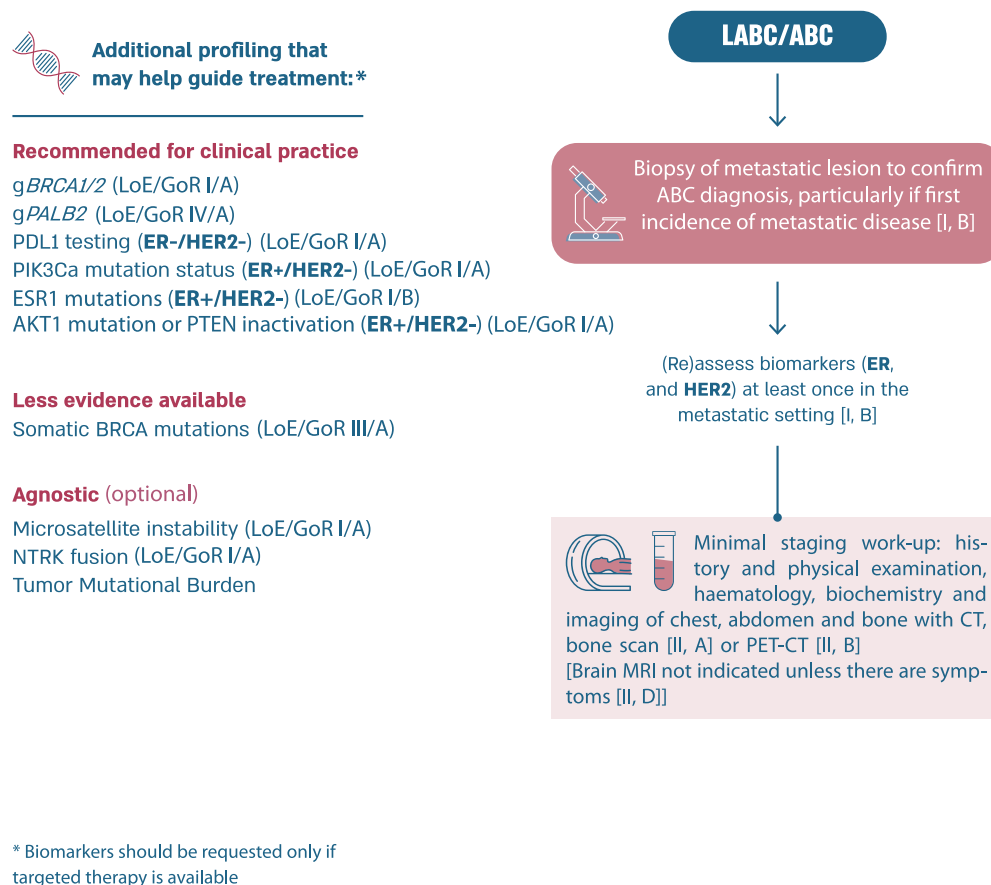 Additional profiling that
may help guide treatment:*
Recommended for clinical practice
gBRCA1/2 (LoE/GoR I/A)
gPALB2 (LoE/GoR IV/A)
PDL1 testing (ER-/HER2-) (LoE/GoR I/A)
PIK3Ca mutation status (ER+/HER2-) (LoE/GoR I/A)
ESR1 mutations (ER+/HER2-) (LoE/GoR I/B)
AKT1 mutation or PTEN inactivation (ER+/HER2-) (LoE/GoR I/A)
Less evidence available
Somatic BRCA mutations (LoE/GoR III/A)
Agnostic (optional)
Microsatellite instability (LoE/GoR I/A)
NTRK fusion (LoE/GoR I/A)
Tumor Mutational Burden
* Biomarkers should be requested only if
targeted therapy is available
LABC/ABC
Biopsy of metastatic lesion to confirm
ABC diagnosis, particularly if first
incidence of metastatic disease [I, B]
(Re)assess biomarkers (ER,
and HER2) at least once in the
metastatic setting [I, B]
Minimal staging work-up: his-
tory and physical examination,
haematology, biochemistry and
imaging of chest, abdomen and bone with CT,
bone scan [II, A] or PET-CT [II, B]
[Brain MRI not indicated unless there are symp-
toms [II, D]]